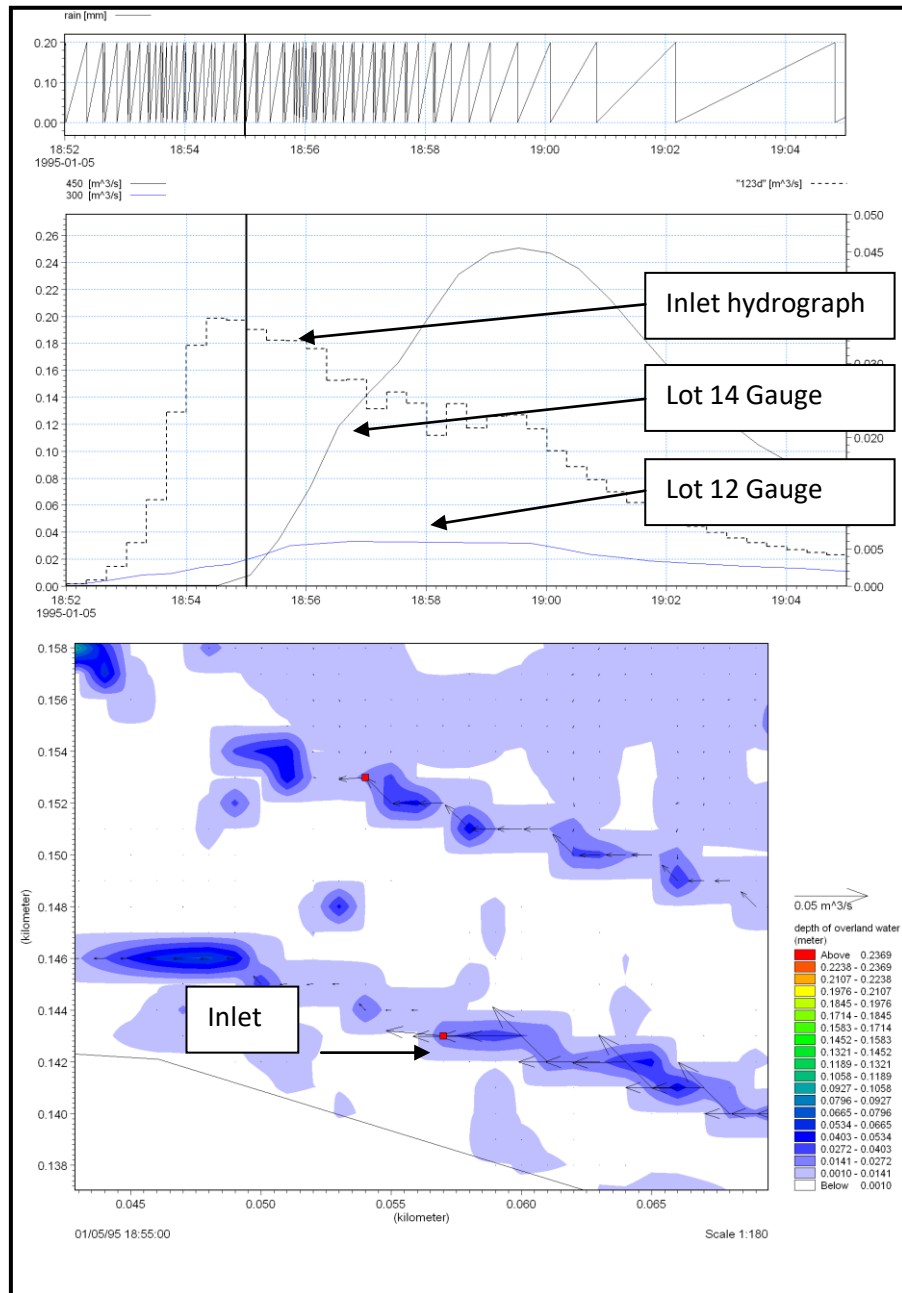 rain [mm]
0.20
0.10
0.00
18:52 18:54 18:56 18:58 19:00 19:02 19:04
1995-01-05
450 [m^3/s]
300 [m^3/s]
"123d" [m^3/s]
0.26
0.24
0.22
0.20
0.18
0.16
0.14
0.12
0.10
0.08
0.06
0.04
0.02
0.00
0.050
0.045
0.020
0.005
0.000
Inlet hydrograph
Lot 14 Gauge
Lot 12 Gauge
18:52 18:54 18:56 18:58 19:00 19:02 19:04
1995-01-05
0.158
0.156
0.154
0.152
0.150
0.148
0.146
0.144
0.142
0.140
0.138
(kilometer)
Inlet
0.045 0.050 0.055 0.060 0.065
(kilometer)
01/05/95 18:55:00
Scale 1:180
0.05 m^3/s
depth of overland water
(meter)
Above 0.2369
0.2238 - 0.2369
0.2107 - 0.2238
0.1976 - 0.2107
0.1845 - 0.1976
0.1714 - 0.1845
0.1583 - 0.1714
0.1452 - 0.1583
0.1321 - 0.1452
0.1189 - 0.1321
0.1058 - 0.1189
0.0927 - 0.1058
0.0796 - 0.0927
0.0665 - 0.0796
0.0534 - 0.0665
0.0403 - 0.0534
0.0272 - 0.0403
0.0141 - 0.0272
0.0010 - 0.0141
Below 0.0010